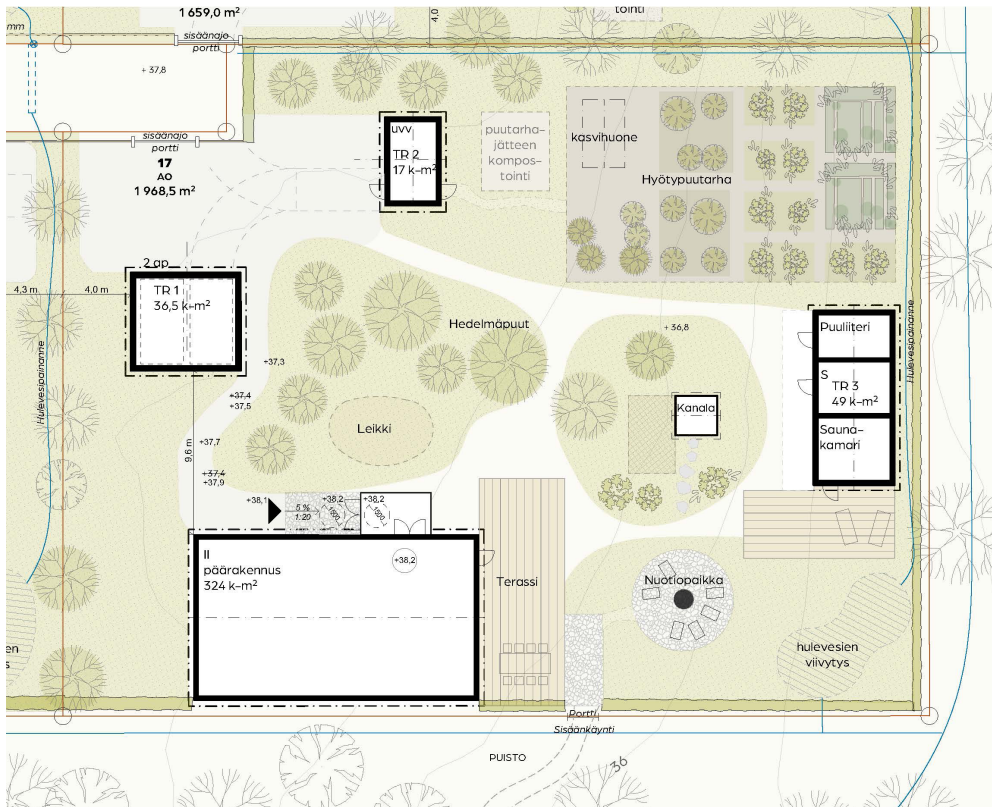 1 659,0 m²
mm
sisäänajo
portti
4,0
tointi
+ 37,8
sisäänajo
portti
17
AO
1 968,5 m²
uvv
TR 2
17 k-m²
puutarha-
jätteen
kompos-
tointi
kasvihuone
Hyötypuutarha
2 ap
TR 1
36,5 k-m²
4,3 m
4,0 m
Hulevesipainanne
Hedelmäpuut
+ 36,8
Hulevesipainanne
Puuliiteri
S
TR 3
49 k-m²
Sauna-
kamari
+37,3
+37,4
+37,5
Kanala
Leikki
9,6 m
+37,7
+37,4
+37,9
+38,1
+38,2
+38,2
5 %
1:20
1500
1500
II
päärakennus
324 k-m²
+38,2
Terassi
Nuotiopaikka
hulevesien
viivytys
en
s
Portti
Sisäänkäynti
PUISTO
36